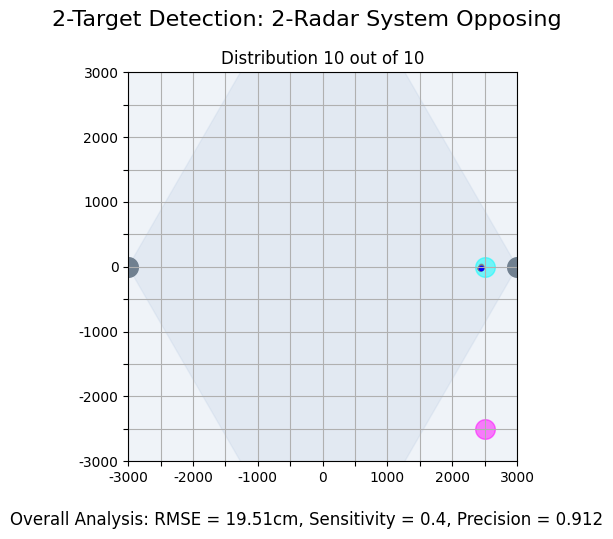 2-Target Detection: 2-Radar System Opposing
Distribution 10 out of 10
3000
2000
1000
0
-1000
-2000
-3000
-3000 -2000 -1000 0 1000 2000 3000
Overall Analysis: RMSE = 19.51cm, Sensitivity = 0.4, Precision = 0.912